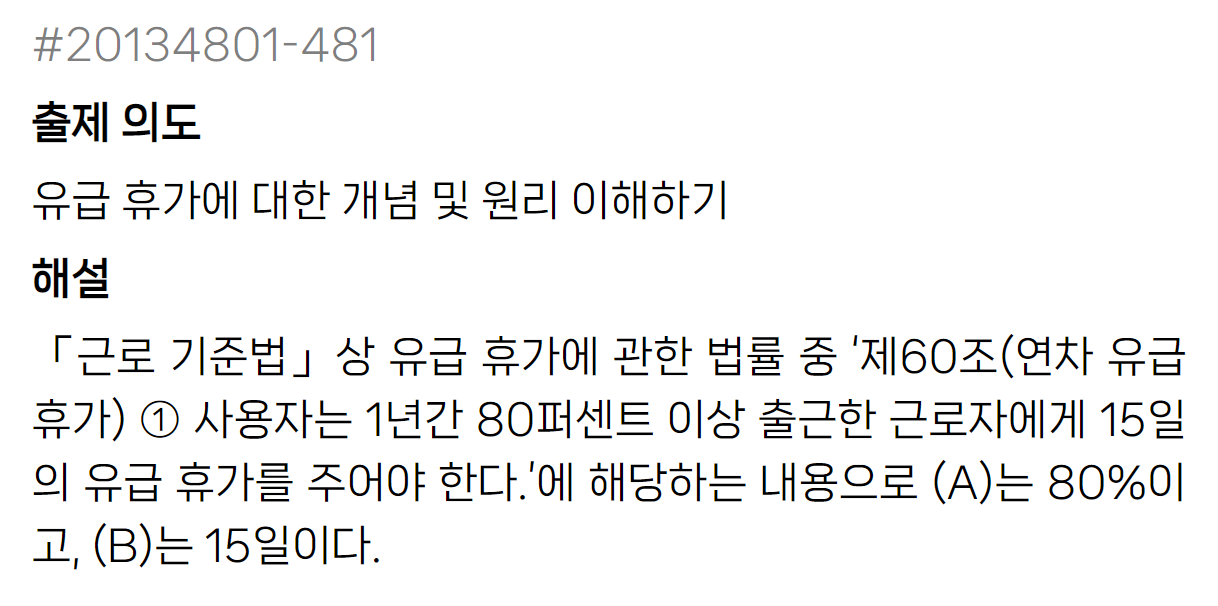 #20134801-481
출제 의도
유급 휴가에 대한 개념 및 원리 이해하기
해설
「근로 기준법」상 유급 휴가에 관한 법률 중 '제60조(연차 유급
휴가) ① 사용자는 1년간 80퍼센트 이상 출근한 근로자에게 15일
의 유급 휴가를 주어야 한다.'에 해당하는 내용으로 (A)는 80%이
고, (B)는 15일이다.